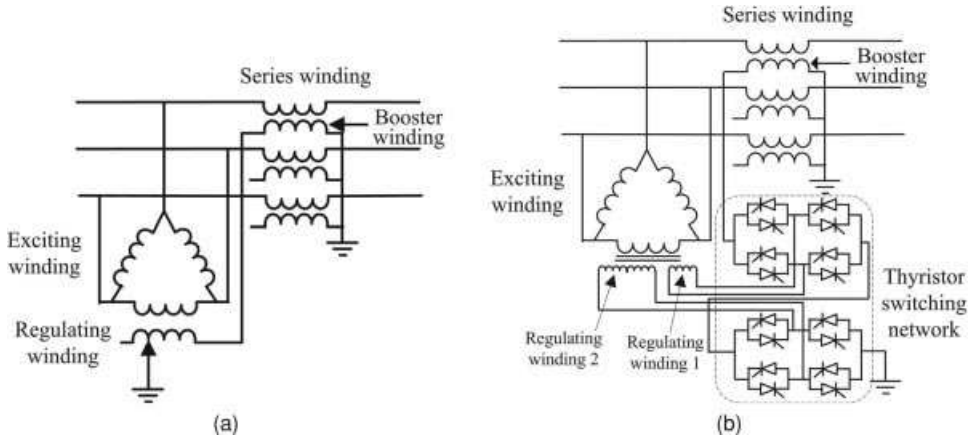 Series winding
Booster
winding
Exciting
winding
Regulating
winding
(a)
Series winding
Booster
winding
Exciting
winding
Regulating
winding 2
Regulating
winding 1
Thyristor
switching
network
(b)